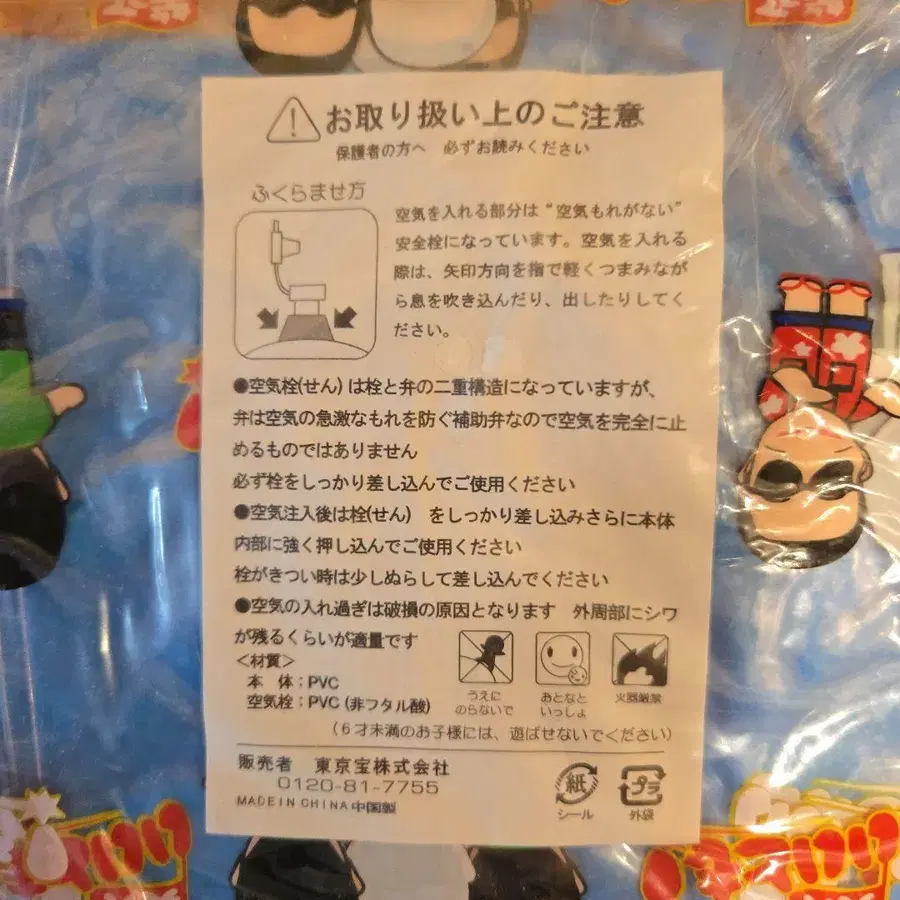 お取り扱い上のご注意
保護者の方へ 必ずお読みください
ふくらませ方
空気を入れる部分は“空気もれがない”
安全栓になっています。空気を入れる
際は、矢印方向を指で軽くつまみなが
ら息を吹き込んだり、出したりしてく
ださい。
●空気栓(せん)は栓と弁の二重構造になっていますが、
弁は空気の急激なもれを防ぐ補助弁なので空気を完全に止
めるものではありません
必ず栓をしっかり差し込んでご使用ください
●空気注入後は栓(せん) をしっかり差し込みさらに本体
内部に強く押し込んでご使用ください
栓がきつい時は少しぬらして差し込んでください
●空気の入れ過ぎは破損の原因となります 外周部にシワ
が残るくらいが適量です
<材質>
本 体：PVC
空気栓：PVC (非フタル酸)
うえに
のらないで
おとなと
いっしょ
火器厳禁
(6才未満のお子様には、遊ばせないでください)
販売者 東京宝株式会社
0120-81-7755
MADE IN CHINA 中国製
紙
シール
プラ
外袋